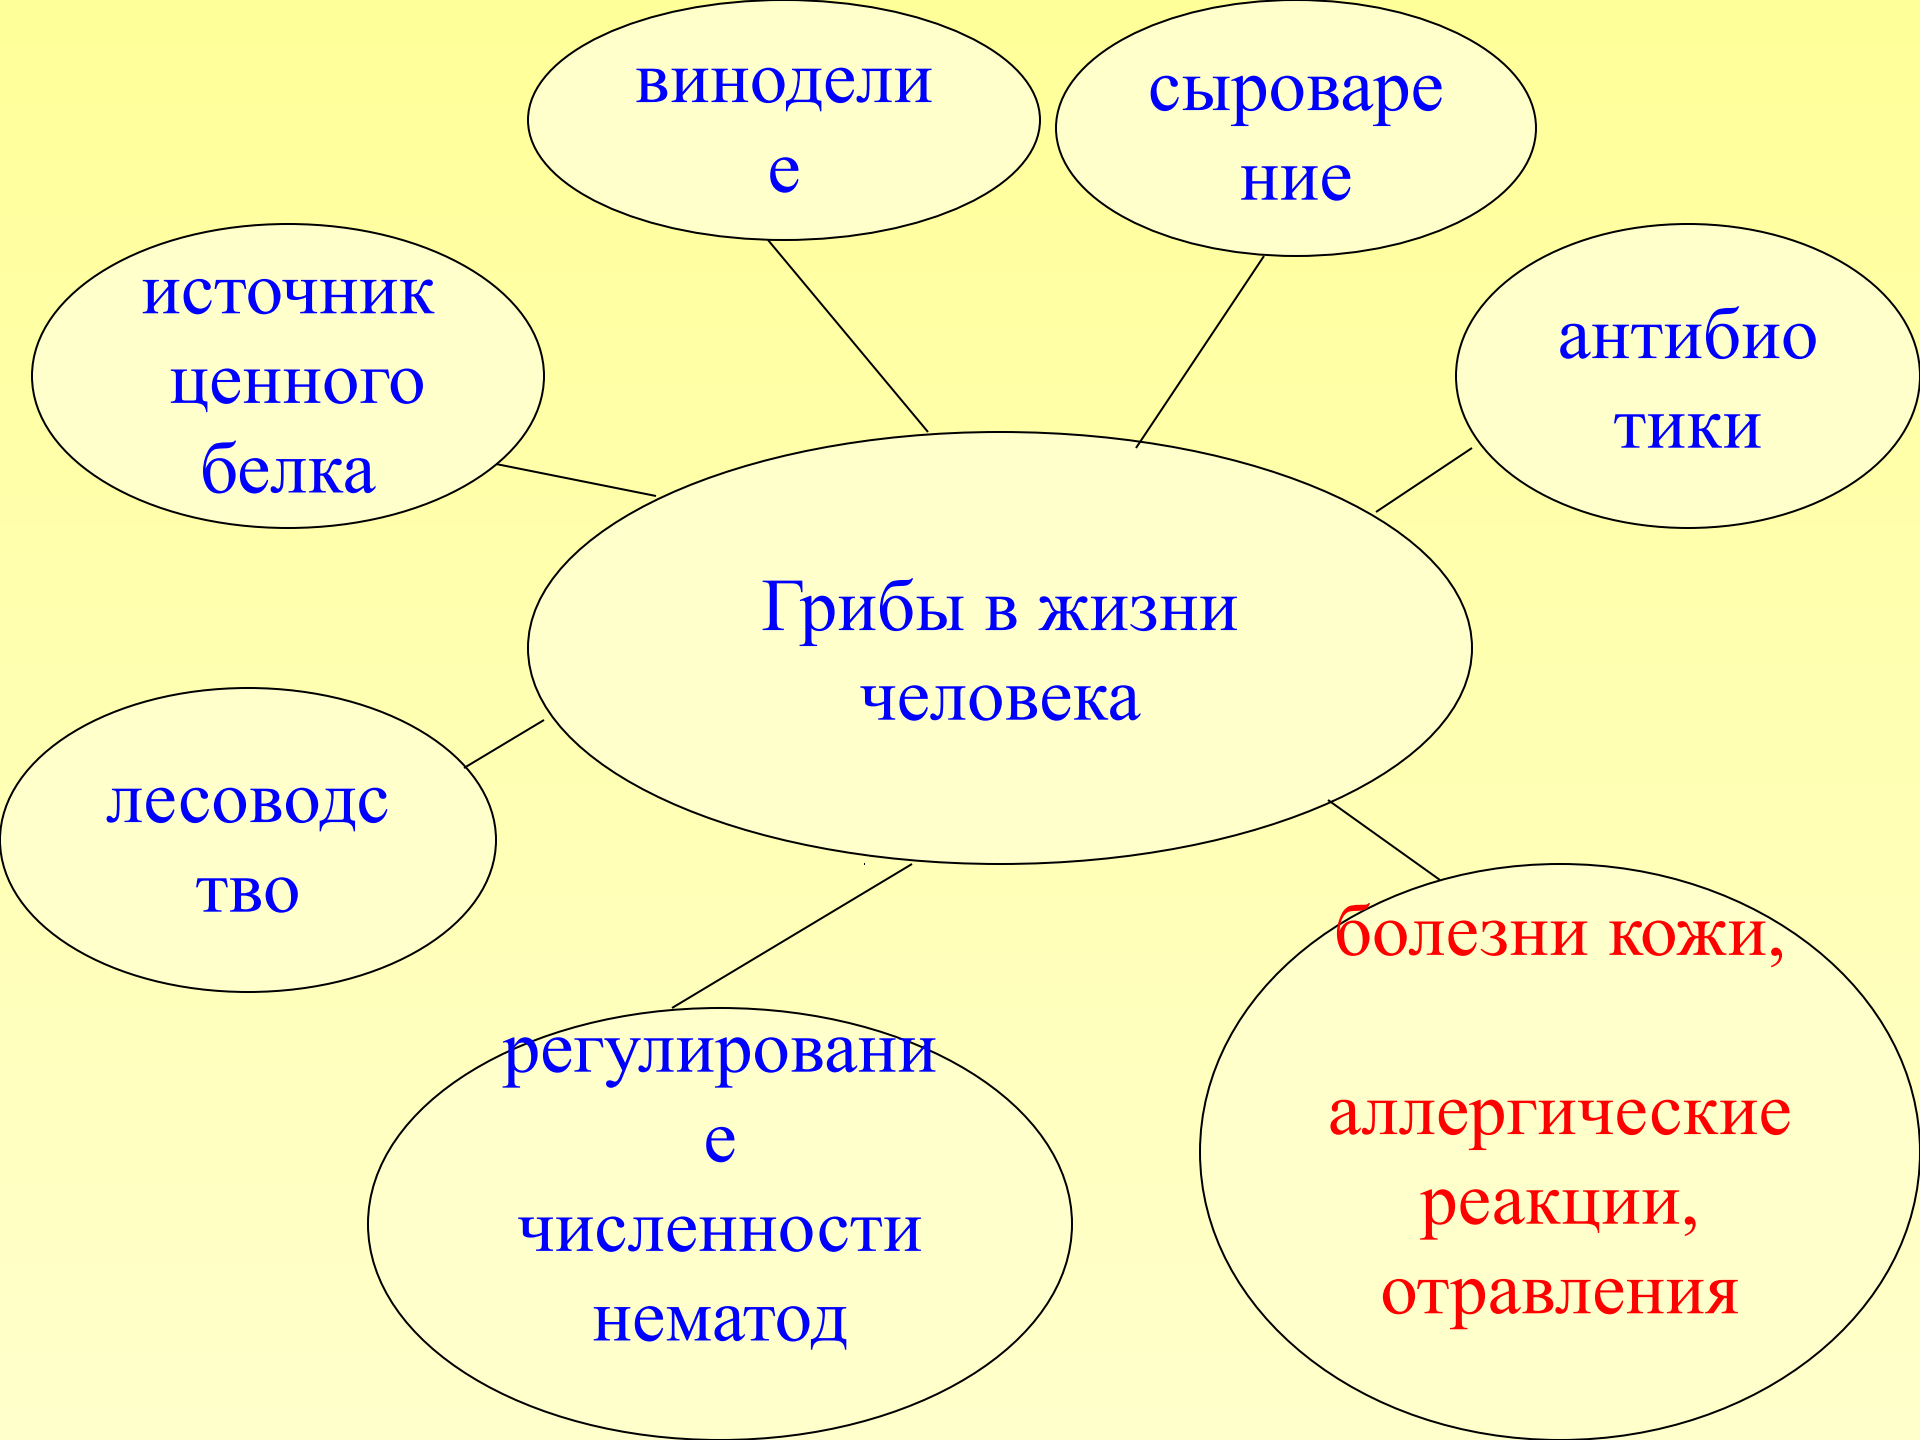 винодели
е
сыроваре
ние
источник
ценного
белка
антибио
тики
Грибы в жизни
человека
лесоводс
тво
регулировани
е
численности
нематод
болезни кожи,
аллергические
реакции,
отравления